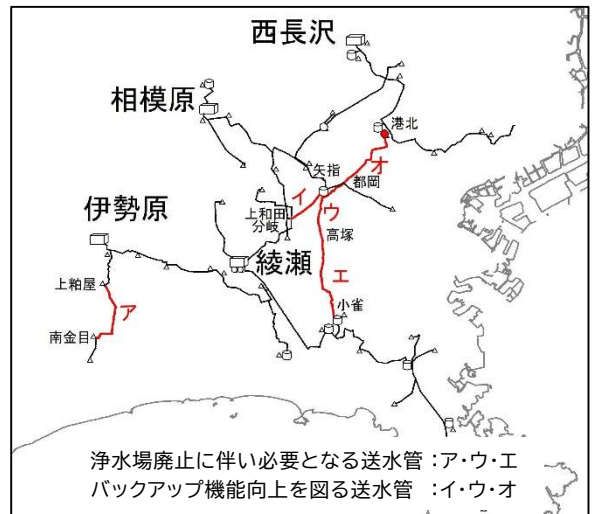 西長沢
相模原
港北
オ
矢指
都岡
イ
ウ
上和田
分岐
伊勢原
高塚
綾瀬
上粕屋
ア
エ
小雀
南金目
浄水場廃止に伴い必要となる送水管：ア・ウ・エ
バックアップ機能向上を図る送水管　：イ・ウ・オ